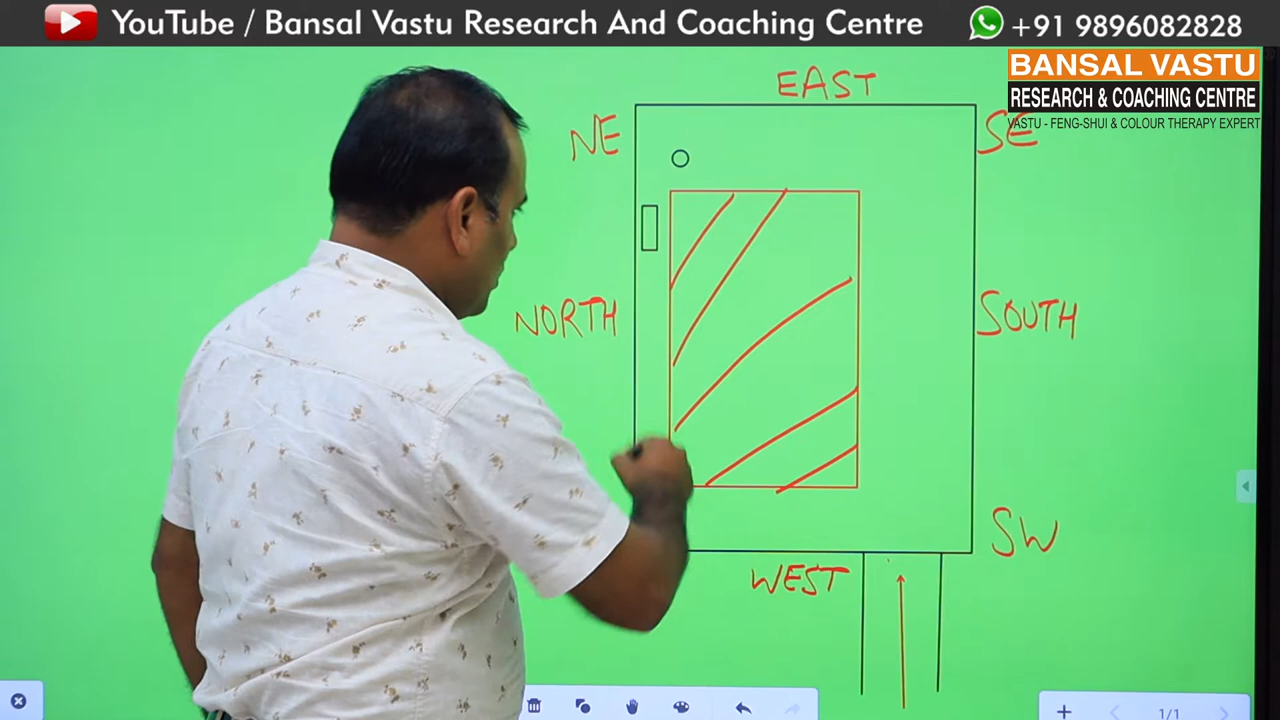 YouTube / Bansal Vastu Research And Coaching Centre
+91 9896082828
BANSAL VASTU
RESEARCH & COACHING CENTRE
VASTU - FENG-SHUI & COLOUR THERAPY EXPERT
EAST
NE
SE
NORTH
SOUTH
SW
WEST
1/1